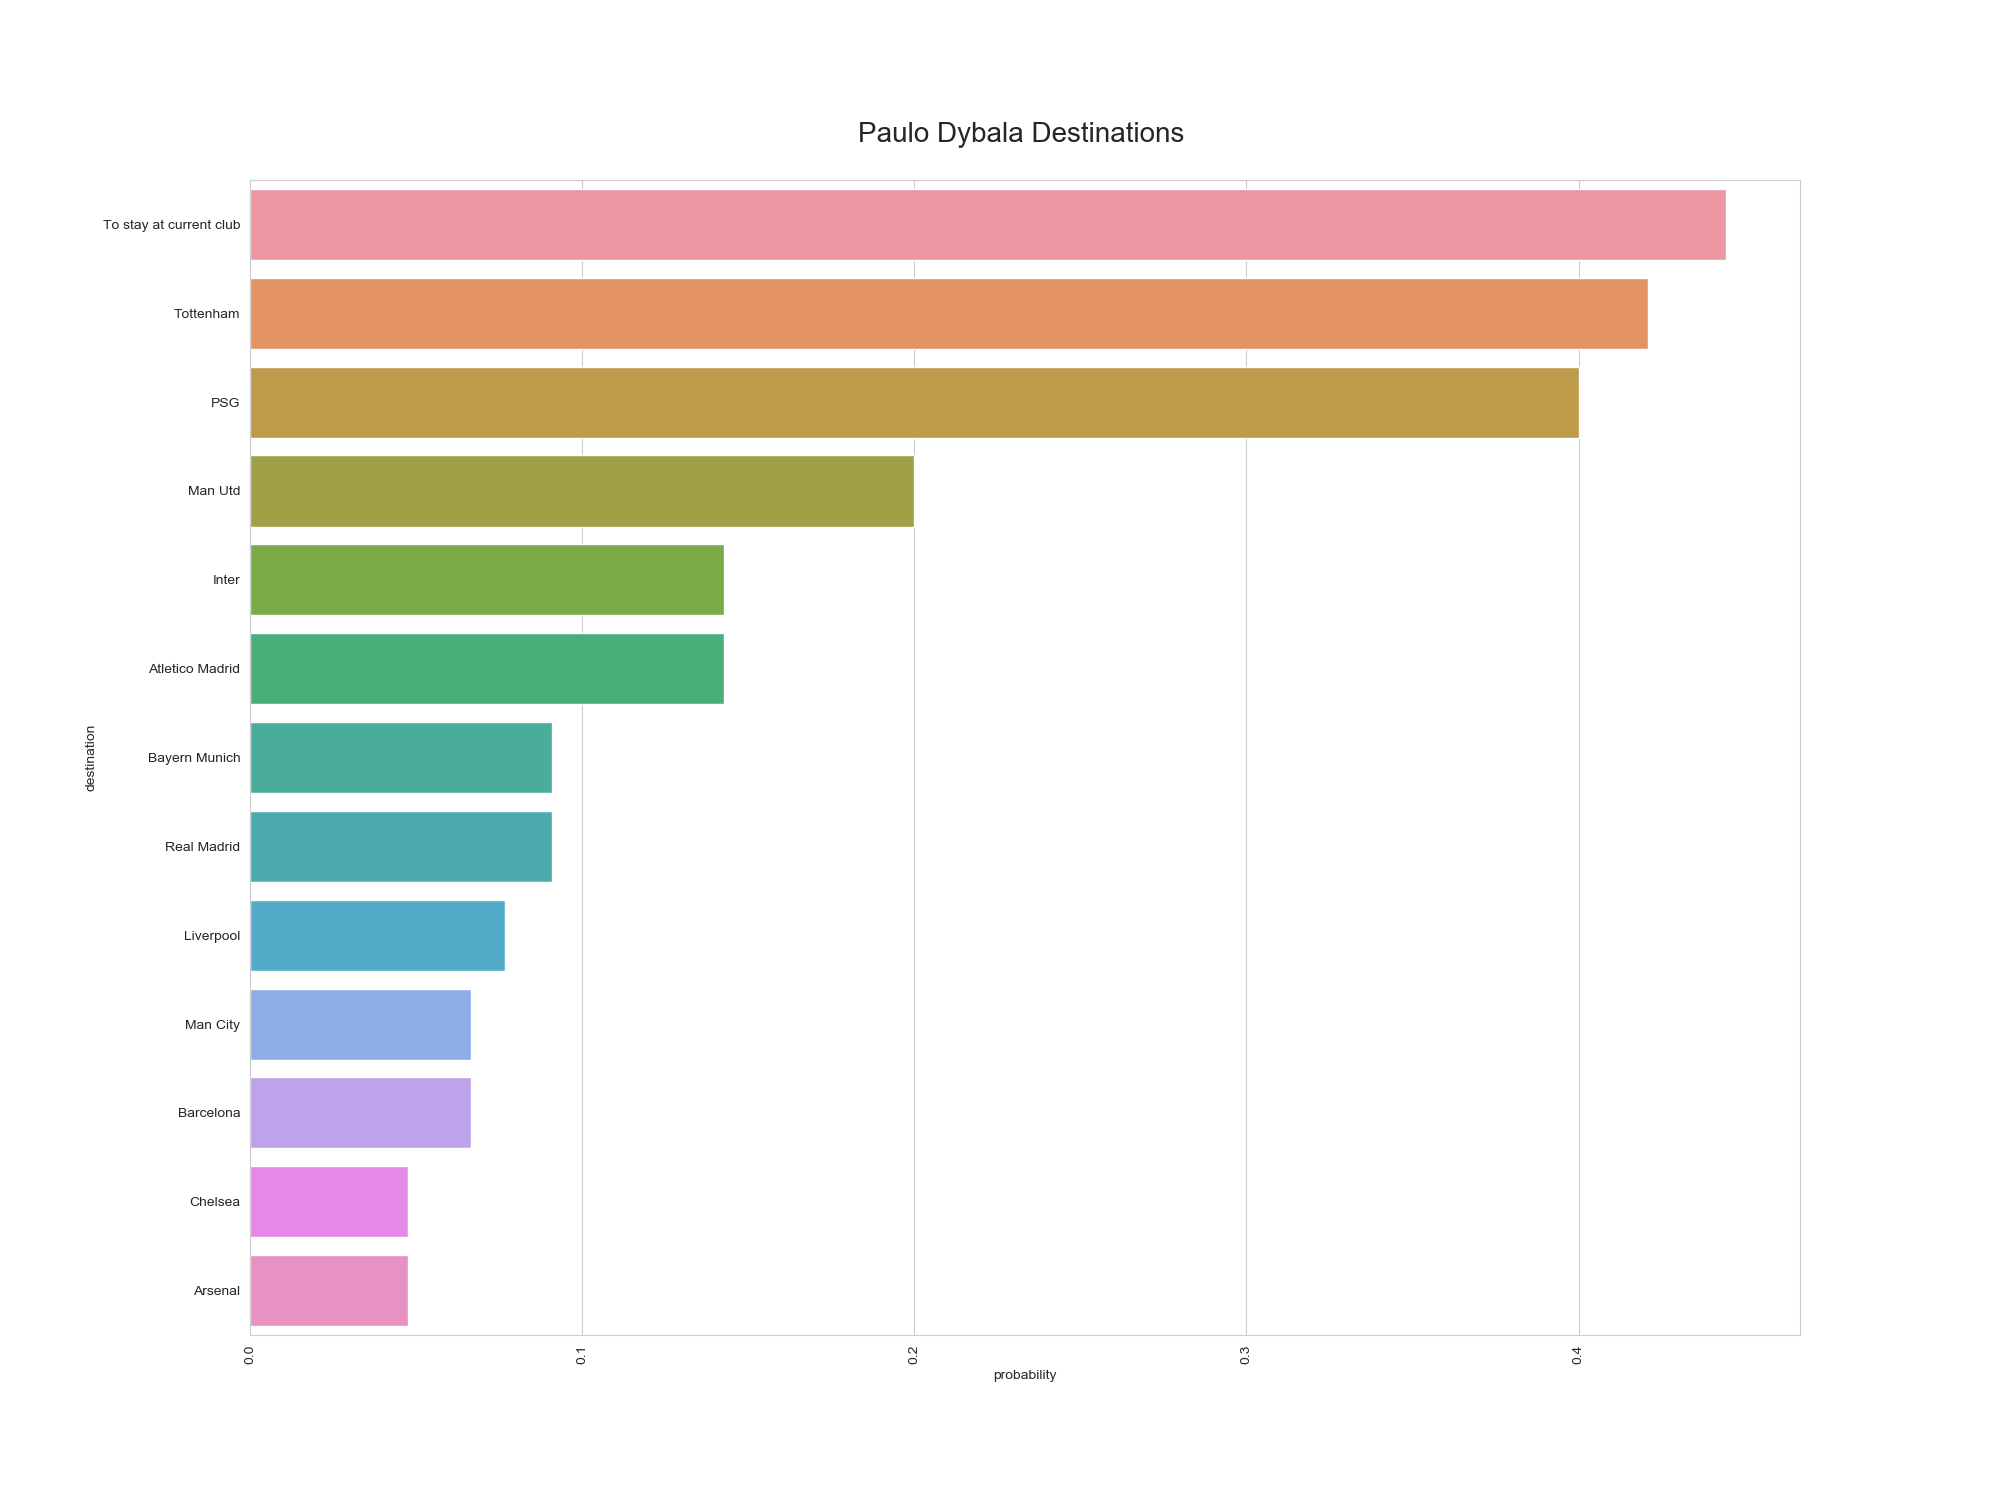 Paulo Dybala Destinations
To stay at current club
Tottenham
PSG
Man Utd
Inter
Atletico Madrid
Bayern Munich
Real Madrid
Liverpool
Man City
Barcelona
Chelsea
Arsenal
destination
0.0
0.1
0.2
0.3
0.4
probability